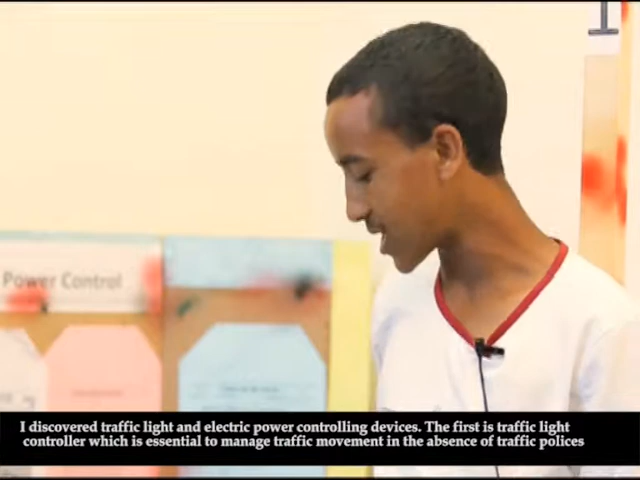 Power Control
I discovered traffic light and electric power controlling devices. The first is traffic light
controller which is essential to manage traffic movement in the absence of traffic polices